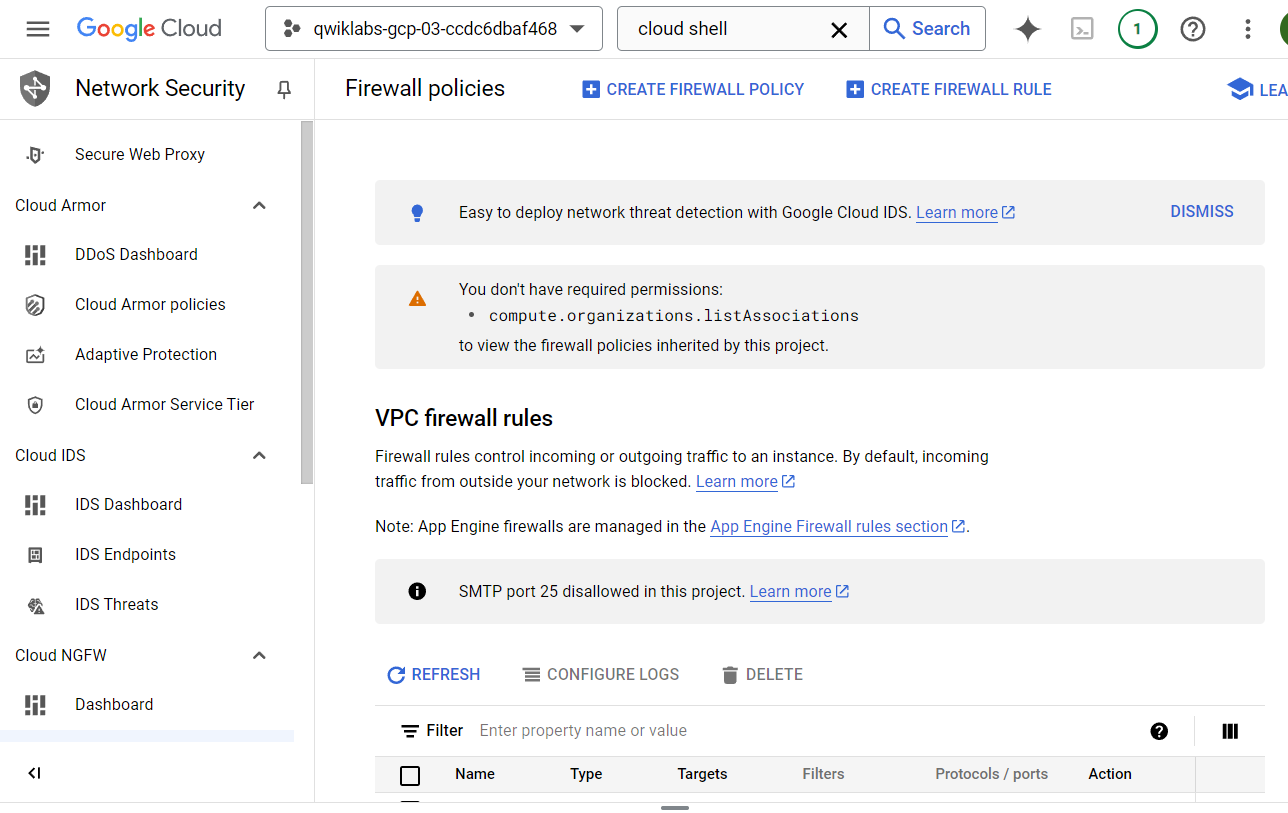 Google Cloud
qwiklabs-gcp-03-ccdc6dbaf468
cloud shell
Search
1
Network Security
Firewall policies
CREATE FIREWALL POLICY
CREATE FIREWALL RULE
LEA
Secure Web Proxy
Cloud Armor
DDoS Dashboard
Cloud Armor policies
Adaptive Protection
Cloud Armor Service Tier
Cloud IDS
IDS Dashboard
IDS Endpoints
IDS Threats
Cloud NGFW
Dashboard
Easy to deploy network threat detection with Google Cloud IDS. Learn more
DISMISS
You don't have required permissions:
• compute.organizations.listAssociations
to view the firewall policies inherited by this project.
VPC firewall rules
Firewall rules control incoming or outgoing traffic to an instance. By default, incoming
traffic from outside your network is blocked. Learn more
Note: App Engine firewalls are managed in the App Engine Firewall rules section.
SMTP port 25 disallowed in this project. Learn more
REFRESH
CONFIGURE LOGS
DELETE
Filter Enter property name or value
Name Type Targets Filters Protocols / ports Action